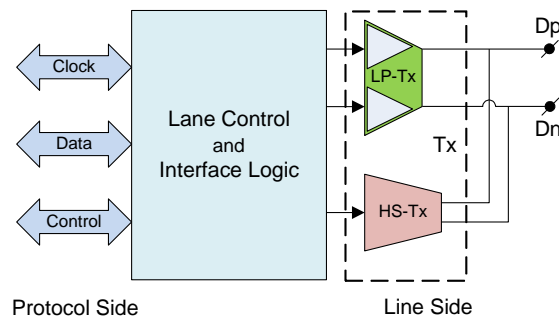 Clock
Data
Control
Lane Control
and
Interface Logic
LP-Tx
Tx
HS-Tx
Dp
Dn
Protocol Side
Line Side